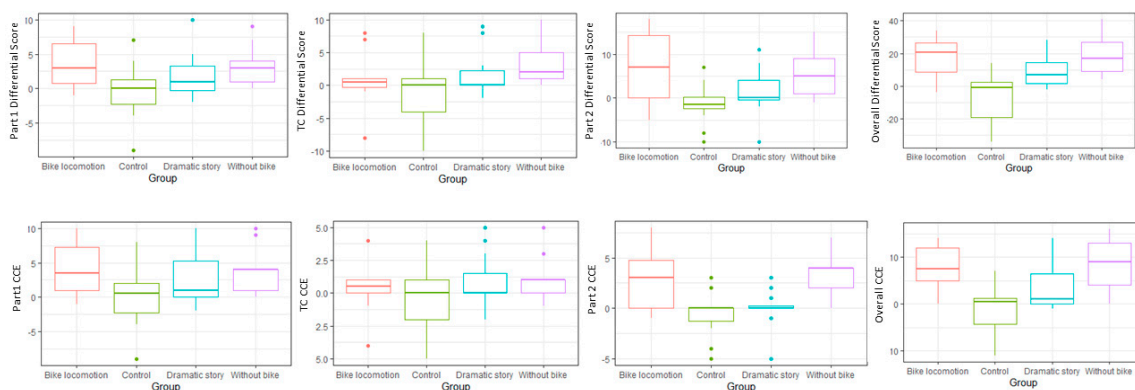 Part 1 Differential Score
10
5
0
-5
Bike locomotion Control Dramatic story Without bike
Group
TC Differential Score
10
5
0
-5
-10
Bike locomotion Control Dramatic story Without bike
Group
Part 2 Differential Score
10
0
-10
Bike locomotion Control Dramatic story Without bike
Group
Overall Differential Score
40
20
0
-20
Bike locomotion Control Dramatic story Without bike
Group
Part1 CCE
10
5
0
-5
Bike locomotion Control Dramatic story Without bike
Group
TC CCE
5.0
2.5
0.0
2.5
5.0
Bike locomotion Control Dramatic story Without bike
Group
Part 2 CCE
5
0
-5
Bike locomotion Control Dramatic story Without bike
Group
Overall CCE
10
0
10
Bike locomotion Control Dramatic story Without bike
Group